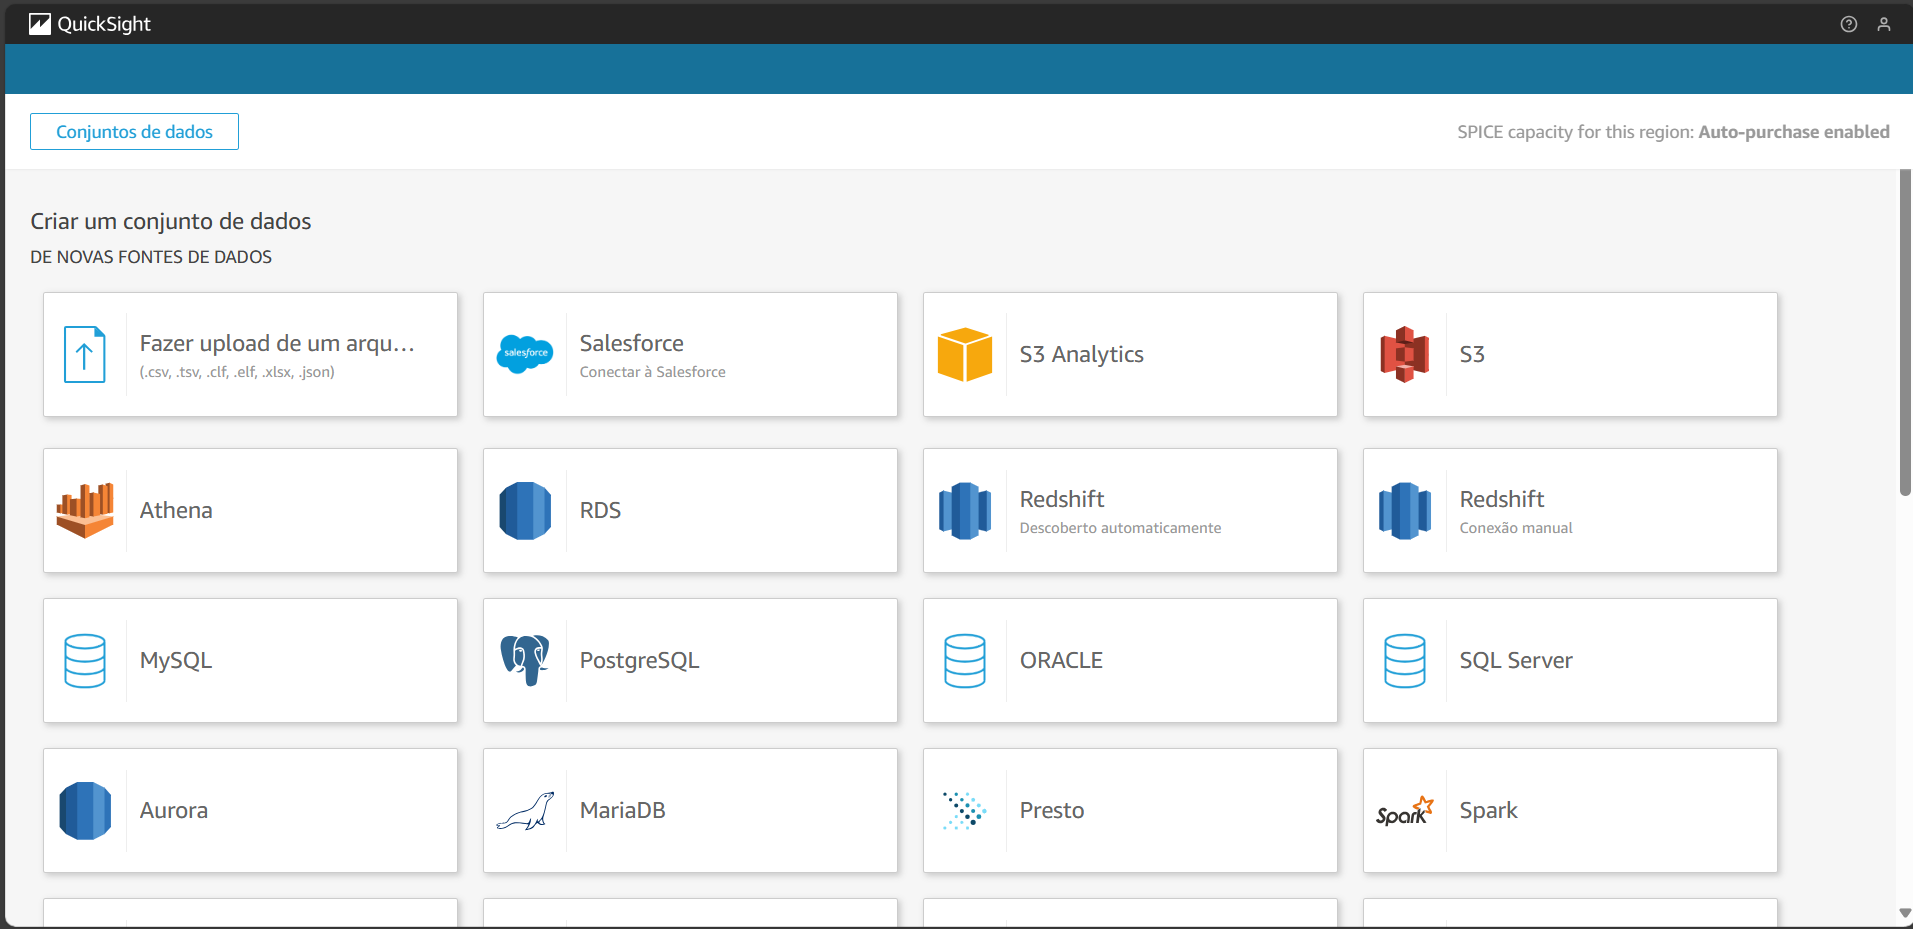 QuickSight
Conjuntos de dados
SPICE capacity for this region: Auto-purchase enabled
Criar um conjunto de dados
DE NOVAS FONTES DE DADOS
Fazer upload de um arqu...
(.csv, .tsv, .clf, .elf, .xlsx, .json)
salesforce
Salesforce
Conectar à Salesforce
S3 Analytics
S3
Athena
RDS
Redshift
Descoberto automaticamente
Redshift
Conexão manual
MySQL
PostgreSQL
ORACLE
SQL Server
Aurora
MariaDB
Presto
Spark
Spark